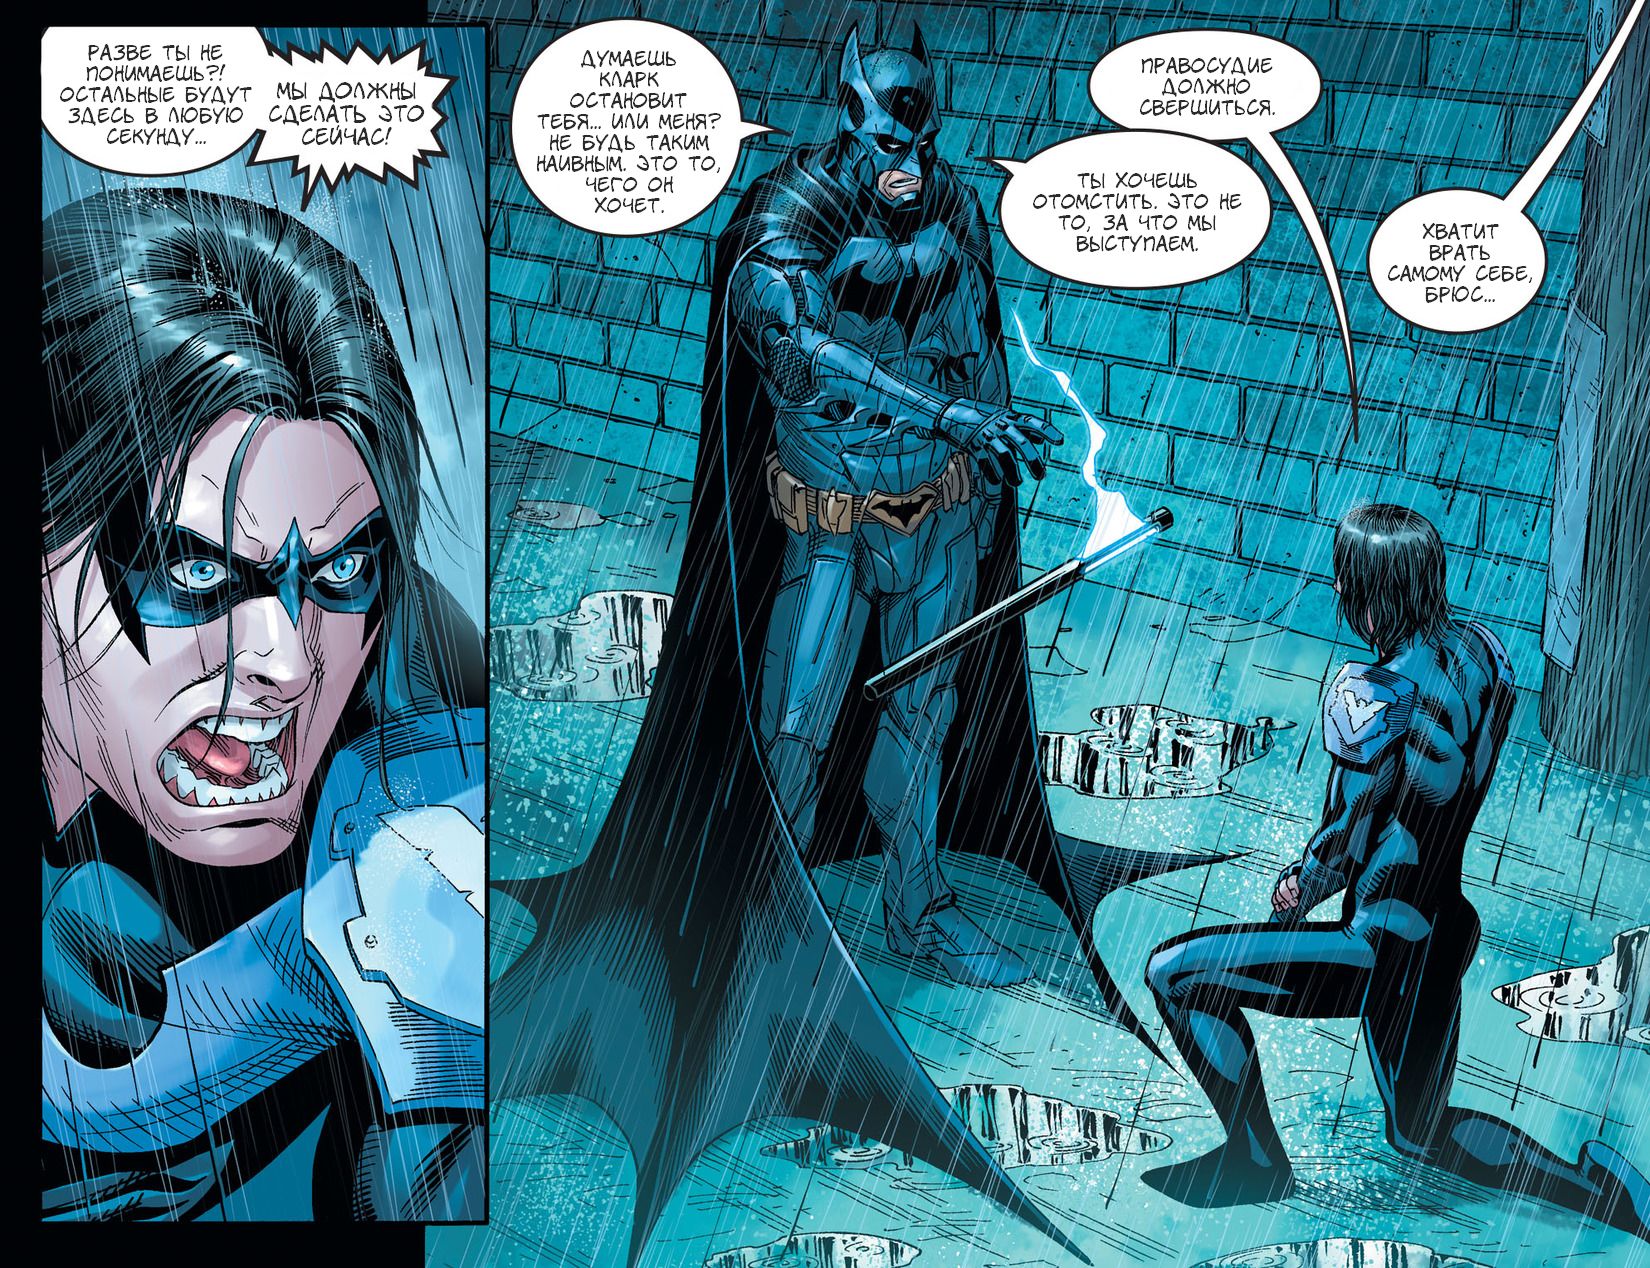 РАЗВЕ ТЫ НЕ
ПОНИМАЕШЬ?!
ОСТАЛЬНЫЕ БУДУТ
ЗДЕСЬ В ЛЮБУЮ
СЕКУНДУ...
МЫ ДОЛЖНЫ
СДЕЛАТЬ ЭТО
СЕЙЧАС!
ДУМАЕШЬ
КЛАРК
ОСТАНОВИТ
ТЕБЯ... ИЛИ МЕНЯ?
НЕ БУДЬ ТАКИМ
НАИВНЫМ. ЭТО ТО,
ЧЕГО ОН
ХОЧЕТ.
ПРАВОСУДИЕ
ДОЛЖНО
СВЕРШИТЬСЯ.
ТЫ ХОЧЕШЬ
ОТОМСТИТЬ. ЭТО НЕ
ТО, ЗА ЧТО МЫ
ВЫСТУПАЕМ.
ХВАТИТ
ВРАТЬ
САМОМУ СЕБЕ,
БРЮС...